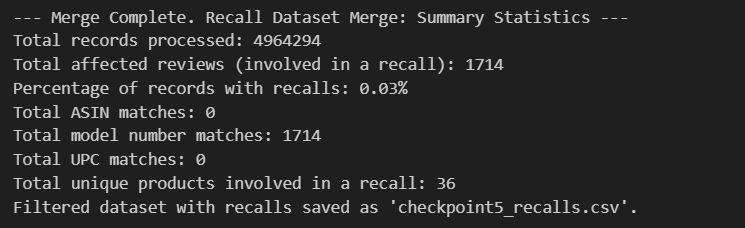 --- Merge Complete. Recall Dataset Merge: Summary Statistics ---
Total records processed: 4964294
Total affected reviews (involved in a recall): 1714
Percentage of records with recalls: 0.03%
Total ASIN matches: 0
Total model number matches: 1714
Total UPC matches: 0
Total unique products involved in a recall: 36
Filtered dataset with recalls saved as 'checkpoint5_recalls.csv'.